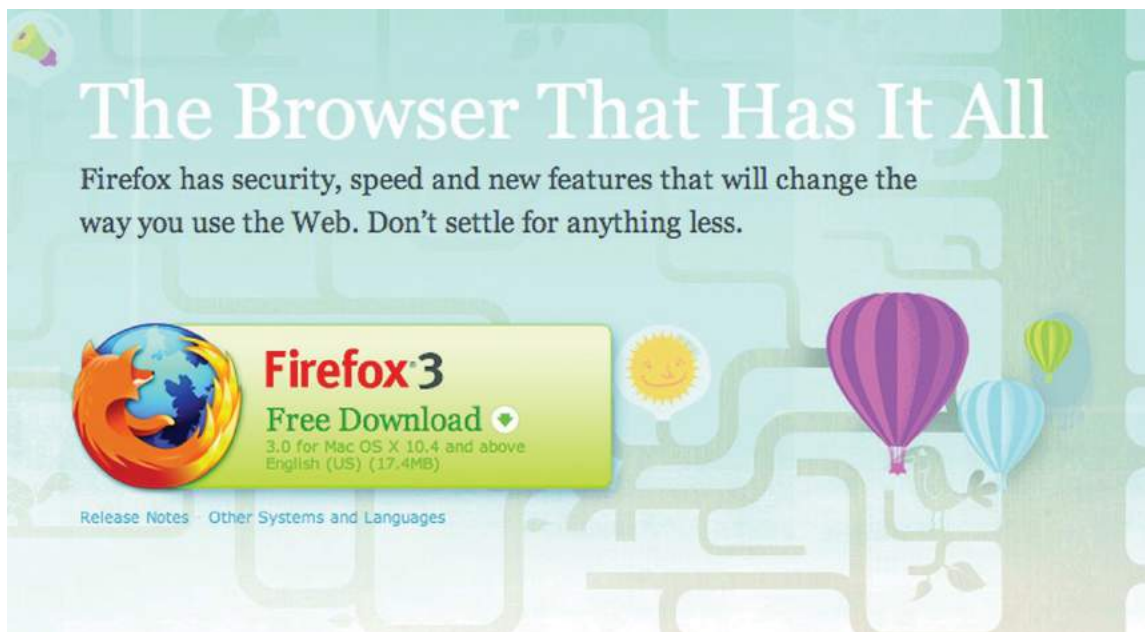 The Browser That Has It All
Firefox has security, speed and new features that will change the
way you use the Web. Don’t settle for anything less.
Firefox®3
Free Download
3.0 for Mac OS X 10.4 and above
English (US) (17.4MB)
Release Notes - Other Systems and Languages